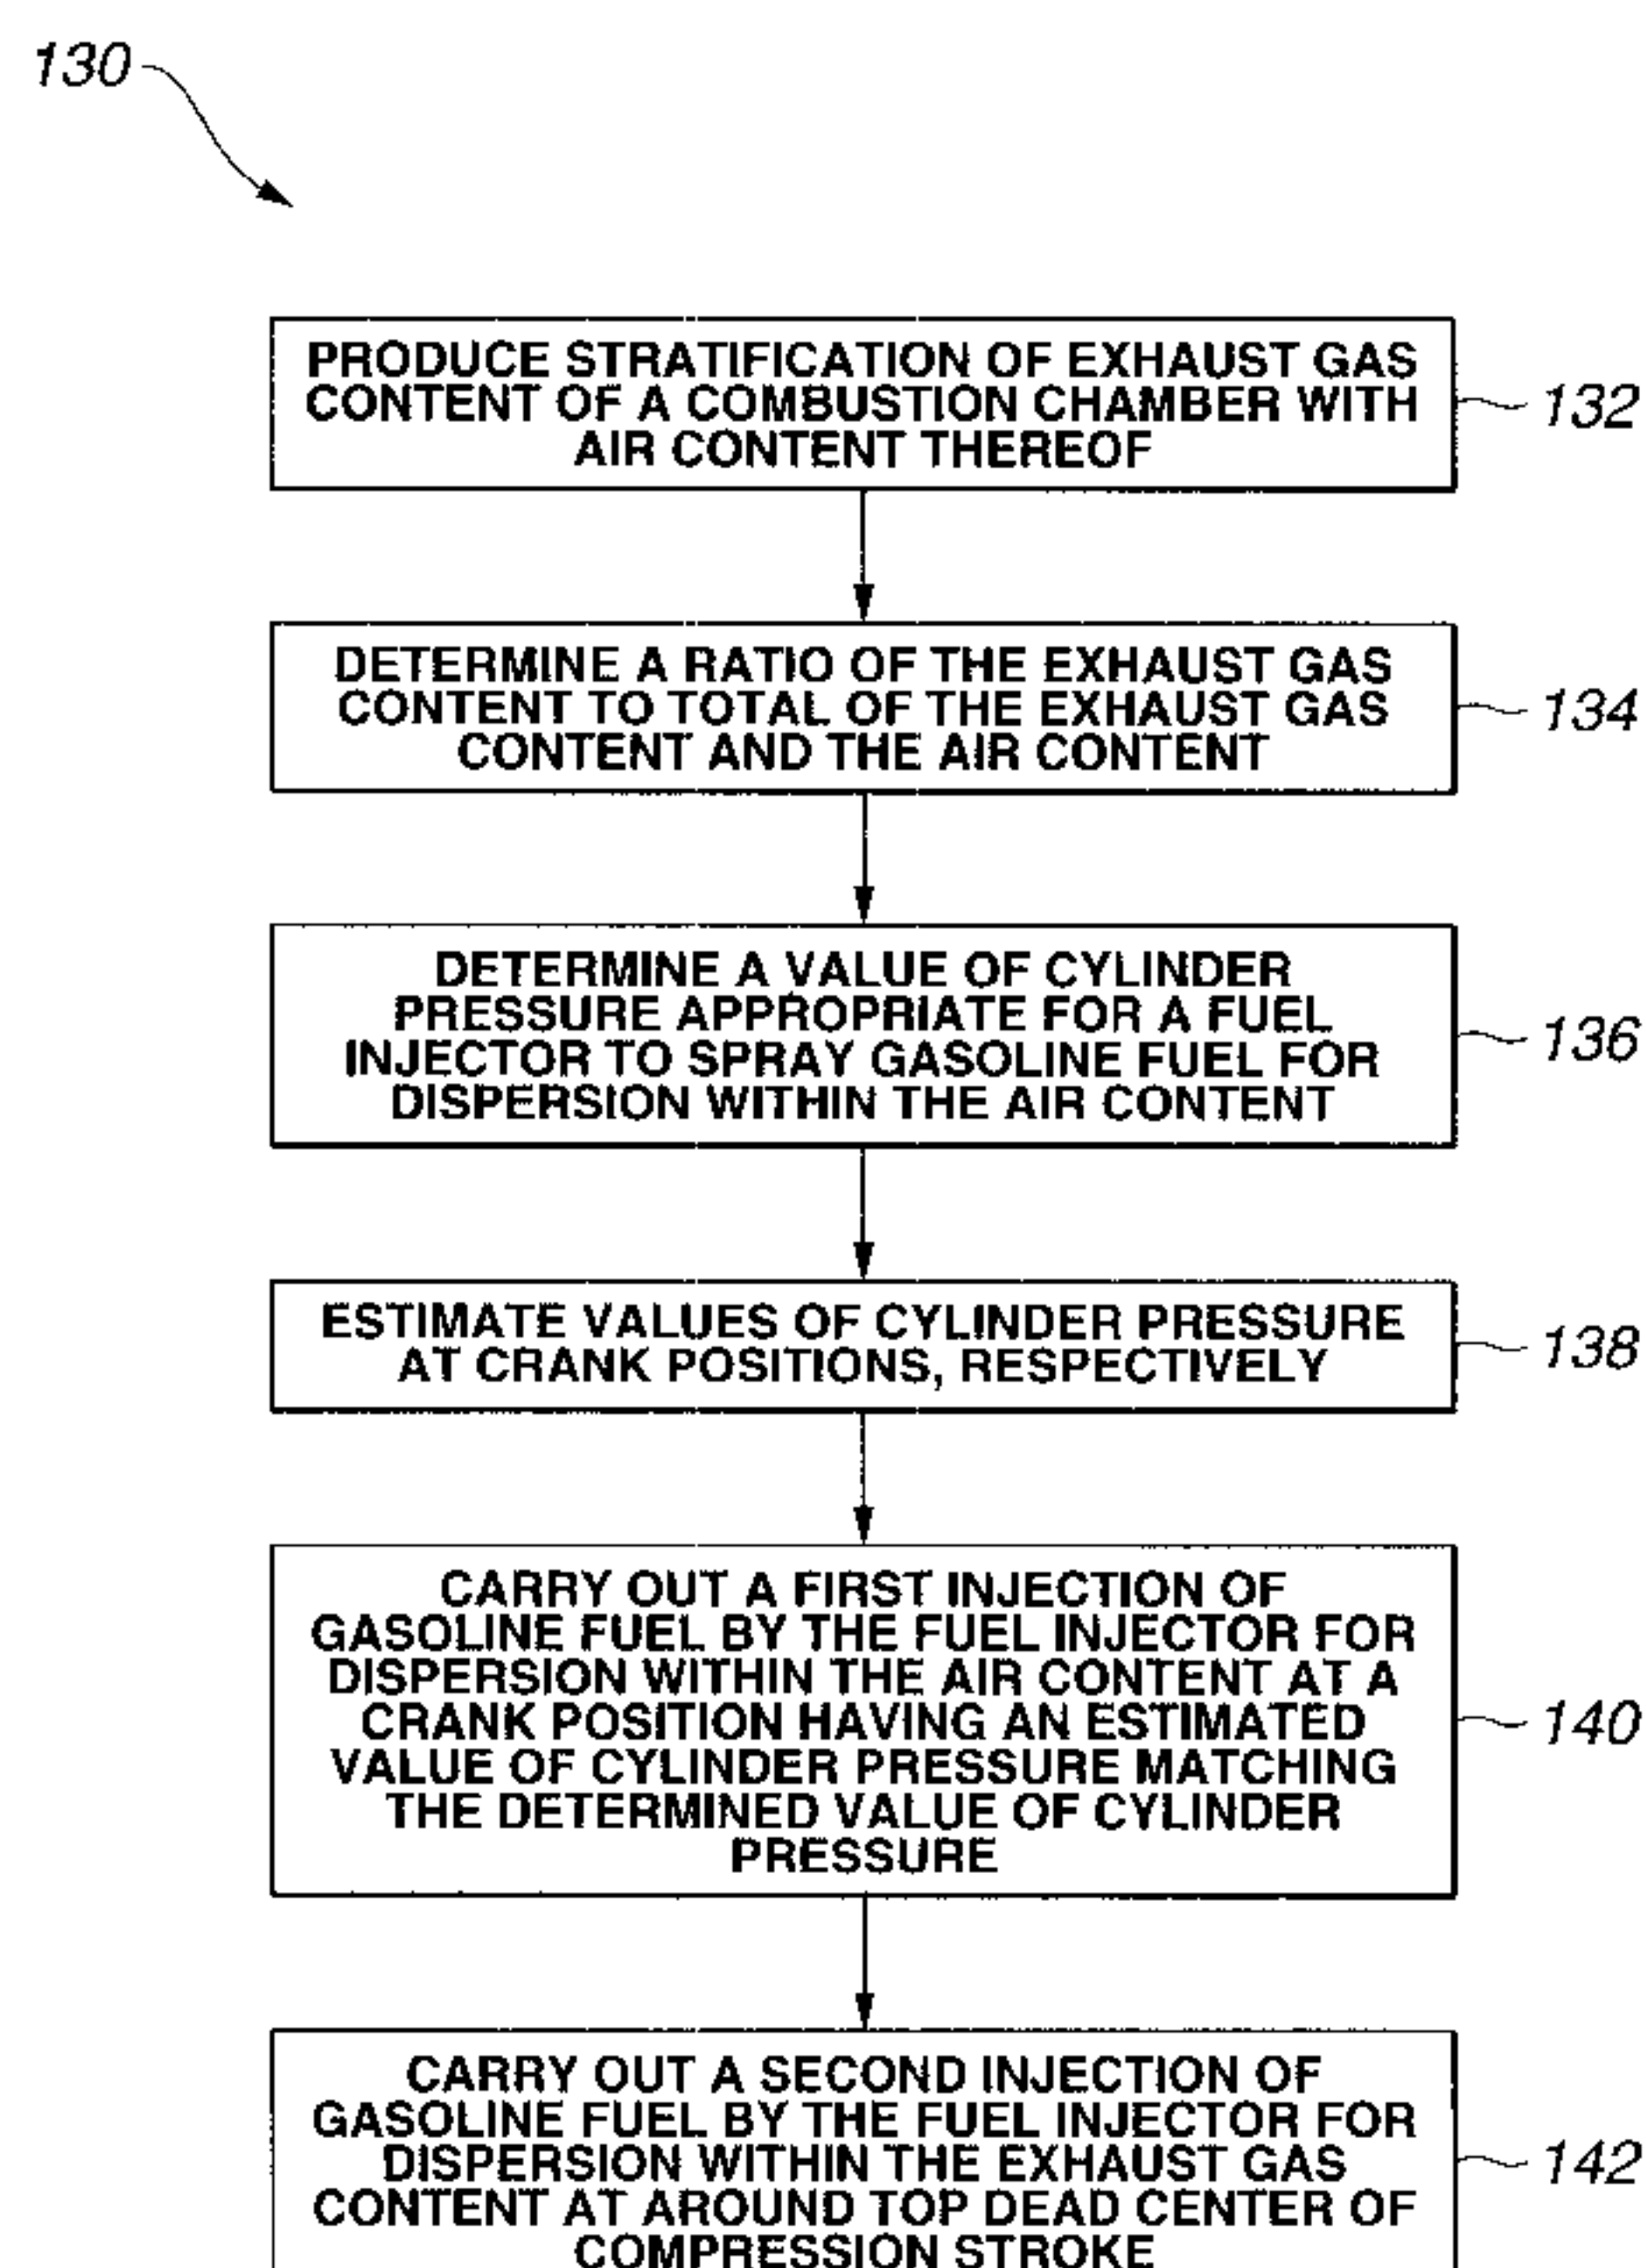 130
PRODUCE STRATIFICATION OF EXHAUST GAS
CONTENT OF A COMBUSTION CHAMBER WITH
AIR CONTENT THEREOF
132
DETERMINE A RATIO OF THE EXHAUST GAS
CONTENT TO TOTAL OF THE EXHAUST GAS
CONTENT AND THE AIR CONTENT
134
DETERMINE A VALUE OF CYLINDER
PRESSURE APPROPRIATE FOR A FUEL
INJECTOR TO SPRAY GASOLINE FUEL FOR
DISPERSION WITHIN THE AIR CONTENT
136
ESTIMATE VALUES OF CYLINDER PRESSURE
AT CRANK POSITIONS, RESPECTIVELY
138
CARRY OUT A FIRST INJECTION OF
GASOLINE FUEL BY THE FUEL INJECTOR FOR
DISPERSION WITHIN THE AIR CONTENT AT A
CRANK POSITION HAVING AN ESTIMATED
VALUE OF CYLINDER PRESSURE MATCHING
THE DETERMINED VALUE OF CYLINDER
PRESSURE
140
CARRY OUT A SECOND INJECTION OF
GASOLINE FUEL BY THE FUEL INJECTOR FOR
DISPERSION WITHIN THE EXHAUST GAS
CONTENT AT AROUND TOP DEAD CENTER OF
COMPRESSION STROKE
142